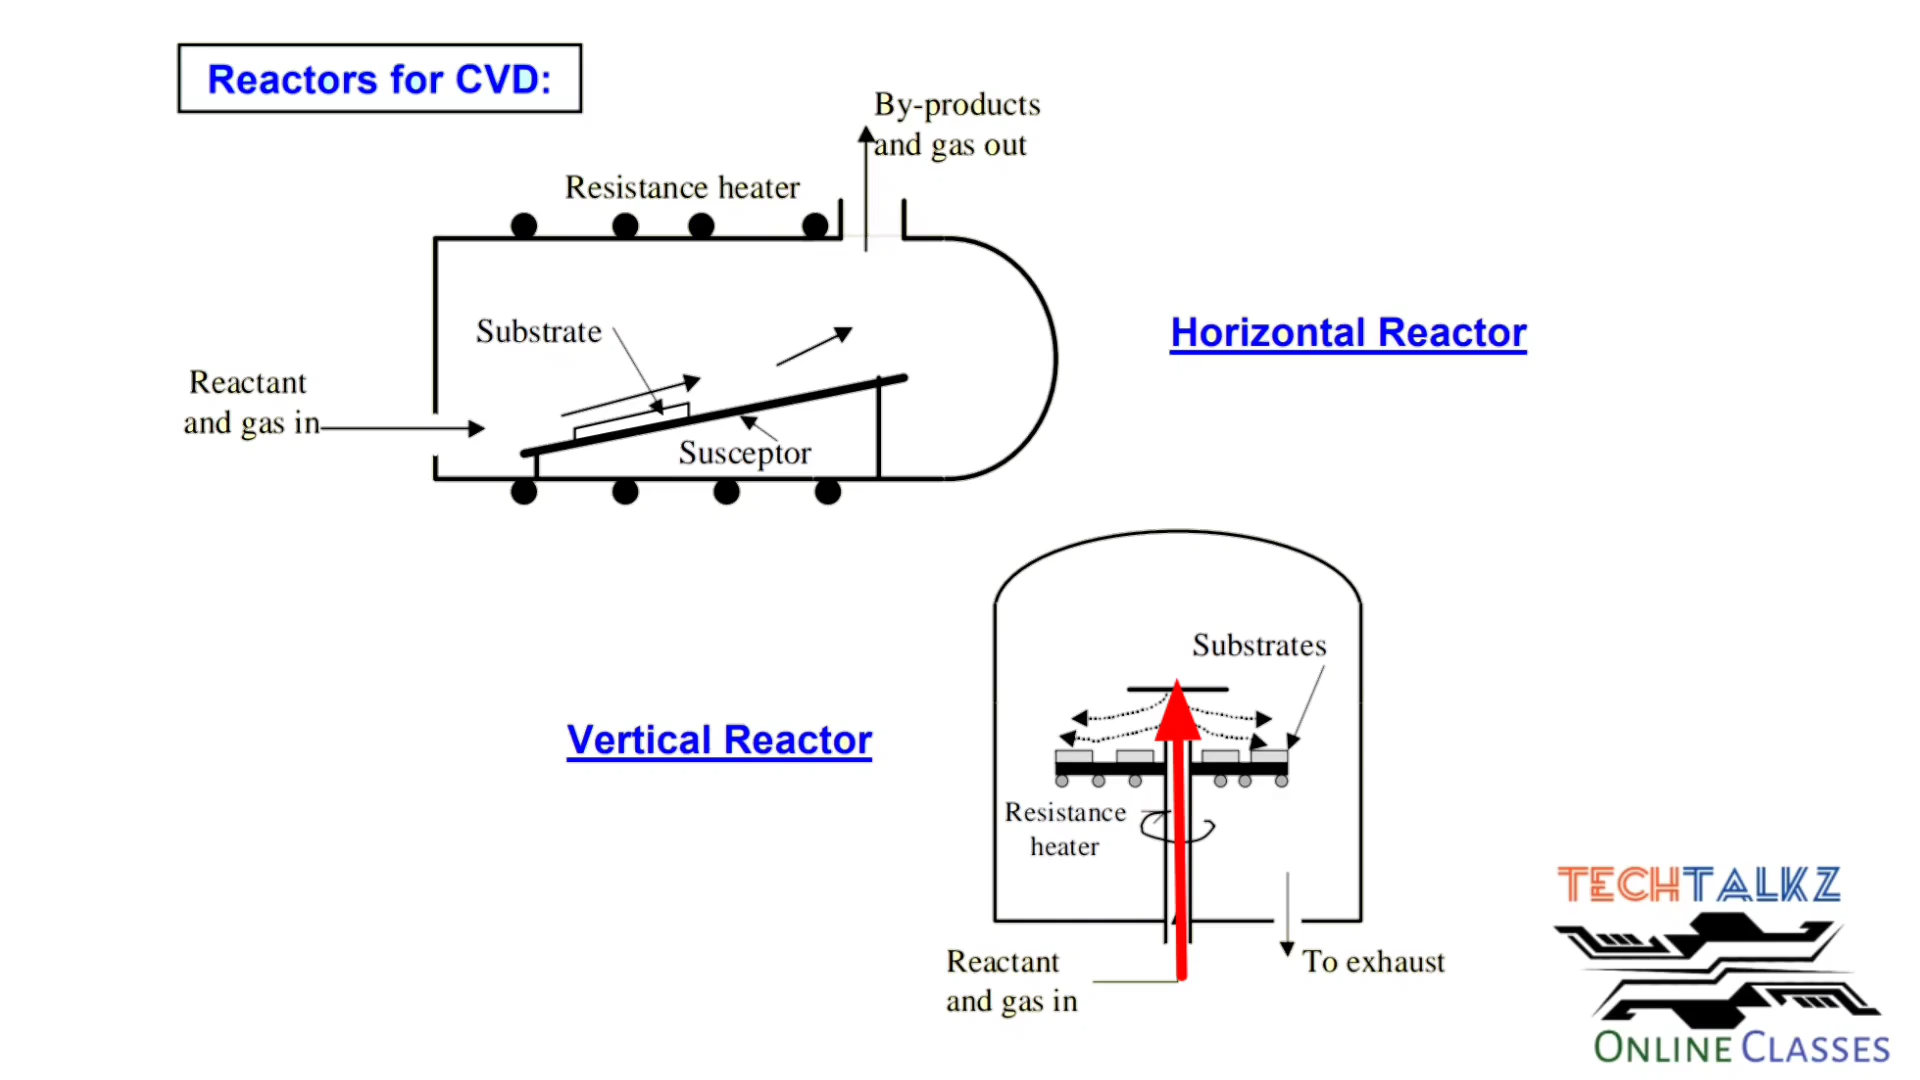 Reactors for CVD:
By-products
and gas out
Resistance heater
Substrate
Horizontal Reactor
Reactant
and gas in
Susceptor
Substrates
Vertical Reactor
Resistance
heater
Reactant
and gas in
To exhaust
TECHTALKZ
ONLINE CLASSES